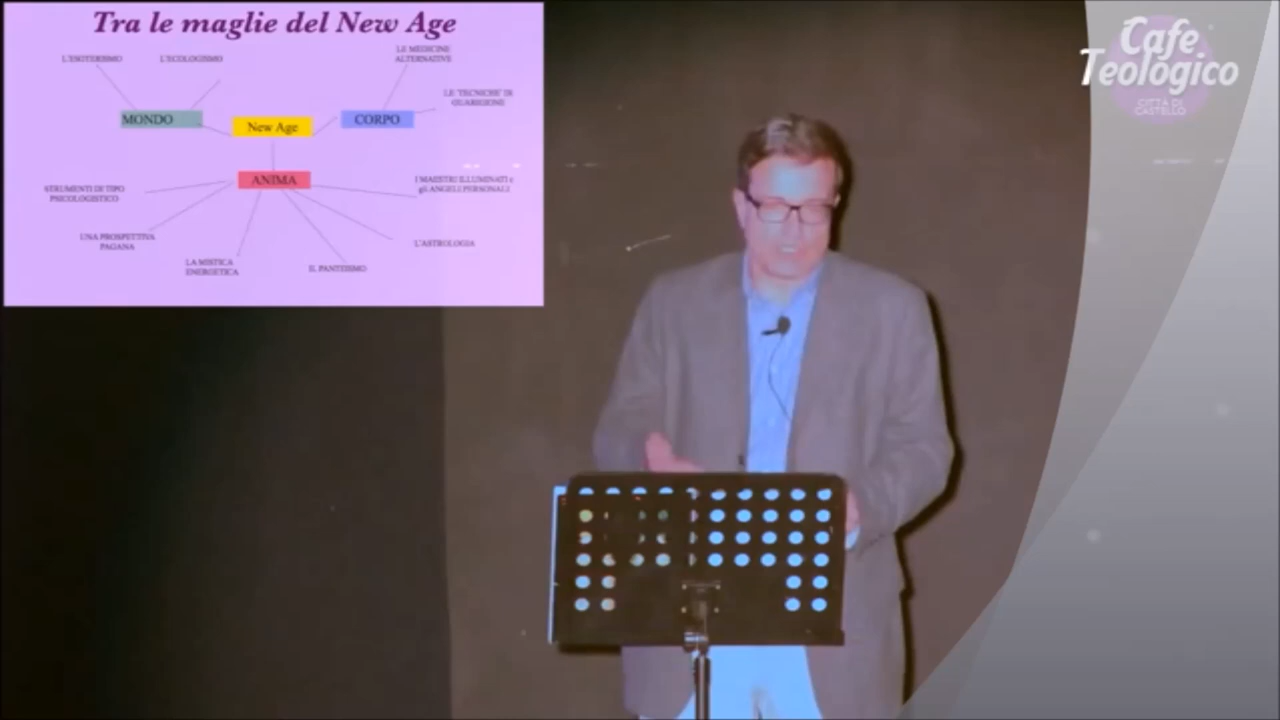 Tra le maglie del New Age
L'ESOTERISMO
L'ECOLOGISMO
LE MEDICINE
ALTERNATIVE
LE 'TECNICHE' DI
GUARIGIONE
MONDO
New Age
CORPO
ANIMA
STRUMENTI DI TIPO
PSICOLOGISTICO
I MAESTRI ILLUMINATI e
gli ANGELI PERSONALI
UNA PROSPETTIVA
PAGANA
L'ASTROLOGIA
LA MISTICA
ENERGETICA
IL PANTEISMO
Cafe
Teologico
CITTÀ DI
CASTELLO